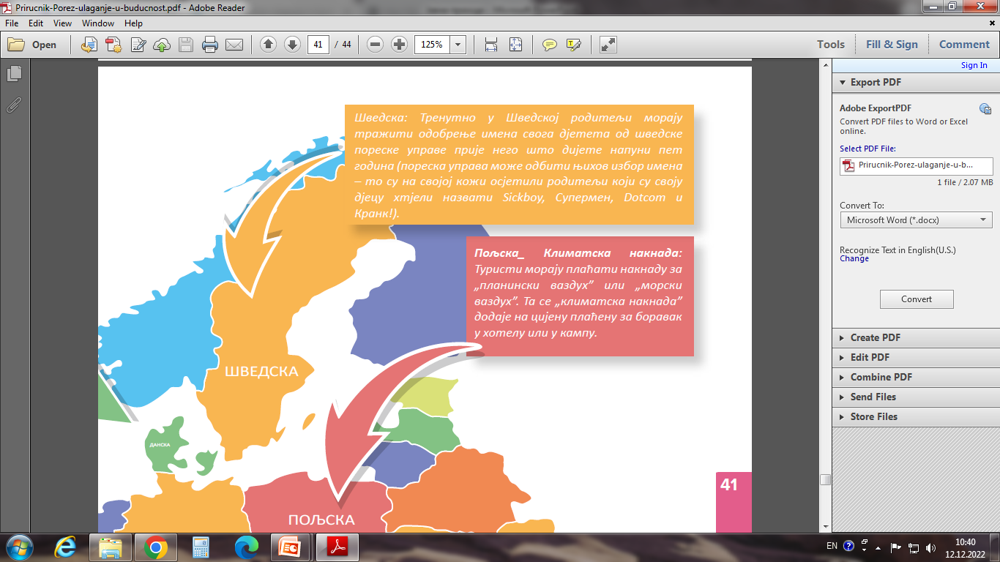 Prirucnik-Porez-ulaganje-u-buducnost.pdf - Adobe Reader
File Edit View Window Help
Open 41 / 44 125% Tools Fill & Sign Comment
Sign In
Export PDF
Adobe ExportPDF
Convert PDF files to Word or Excel
online.
Select PDF File:
Prirucnik-Porez-ulaganje-u-b...
1 file / 2.07 MB
Convert To:
Microsoft Word (*.docx)
Recognize Text in English(U.S.)
Change
Convert
Create PDF
Edit PDF
Combine PDF
Send Files
Store Files
Шведска: Тренутно у Шведској родитељи морају
тражити одобрење имена свога дјетета од шведске
пореске управе прије него што дијете напуни пет
година (пореска управа може одбити њихов избор имена
– то су на својој кожи осјетили родитељи који су своју
дјецу хтјели назвати Sickboy, Супермен, Dotcom и
Кранк!).
Пољска_ Климатска накнада:
Туристи морају плаћати накнаду за
„планински ваздух” или „морски
ваздух”. Та се „климатска накнада”
додаје на цијену плаћену за боравак
у хотелу или у кампу.
ШВЕДСКА
ДАНСКА
ПОЉСКА
41
EN
10:40
12.12.2022